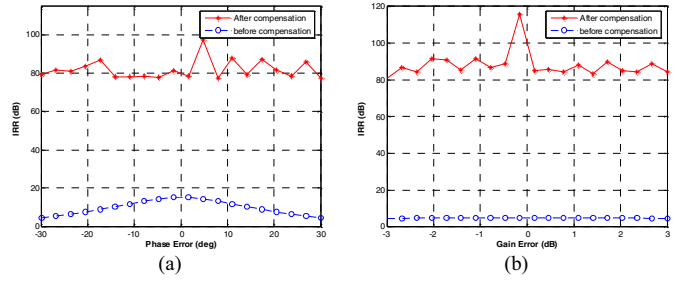 After compensation
before compensation
100
80
60
40
20
0
IRR (dB)
-30
-20
-10
0
10
20
30
Phase Error (deg)
(a)
After compensation
before compensation
120
100
80
60
40
20
0
IRR (dB)
-3
-2
-1
0
1
2
3
Gain Error (dB)
(b)